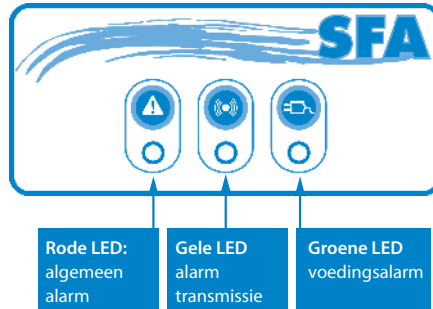 SFA
Rode LED:
algemeen
alarm
Gele LED
alarm
transmissie
Groene LED
voedingsalarm